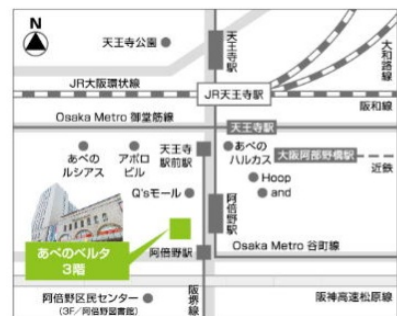 N
天王寺公園
天王寺駅
大和路線
JR大阪環状線
JR天王寺駅
阪和線
Osaka Metro 御堂筋線
天王寺駅
あべの
ルシアス
アポロ
ビル
天王寺
駅前駅
あべの
ハルカス
大阪阿部野橋駅
近鉄
Hoop
and
Q'sモール
阿倍野駅
あべのベルタ
3階
阿倍野駅
Osaka Metro 谷町線
阿倍野区民センター
(3F／阿倍野図書館)
阪堺線
阪神高速松原線